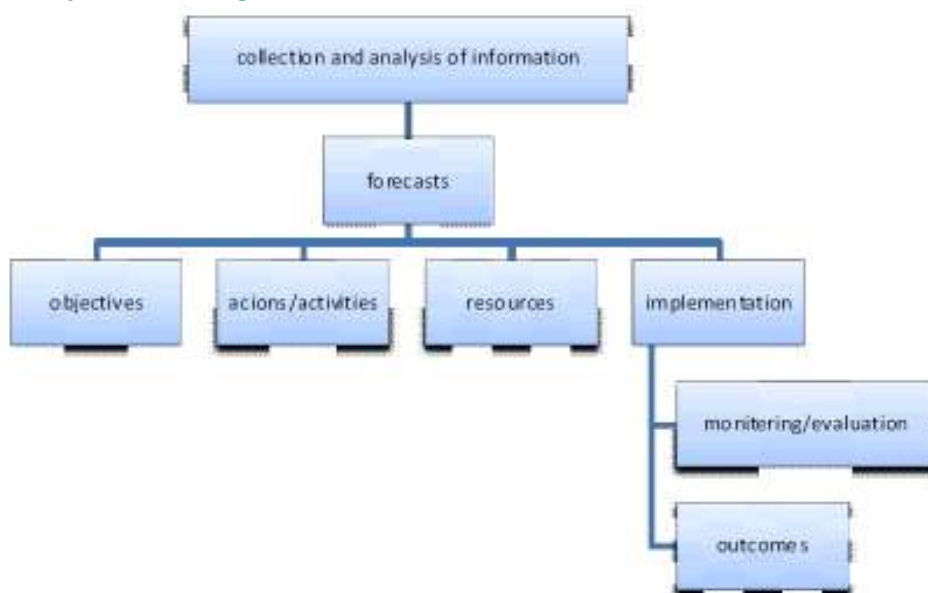 collection and analysis of information
forecasts
objectives
acions/activities
resources
implementation
monitering/evaluation
outcomes